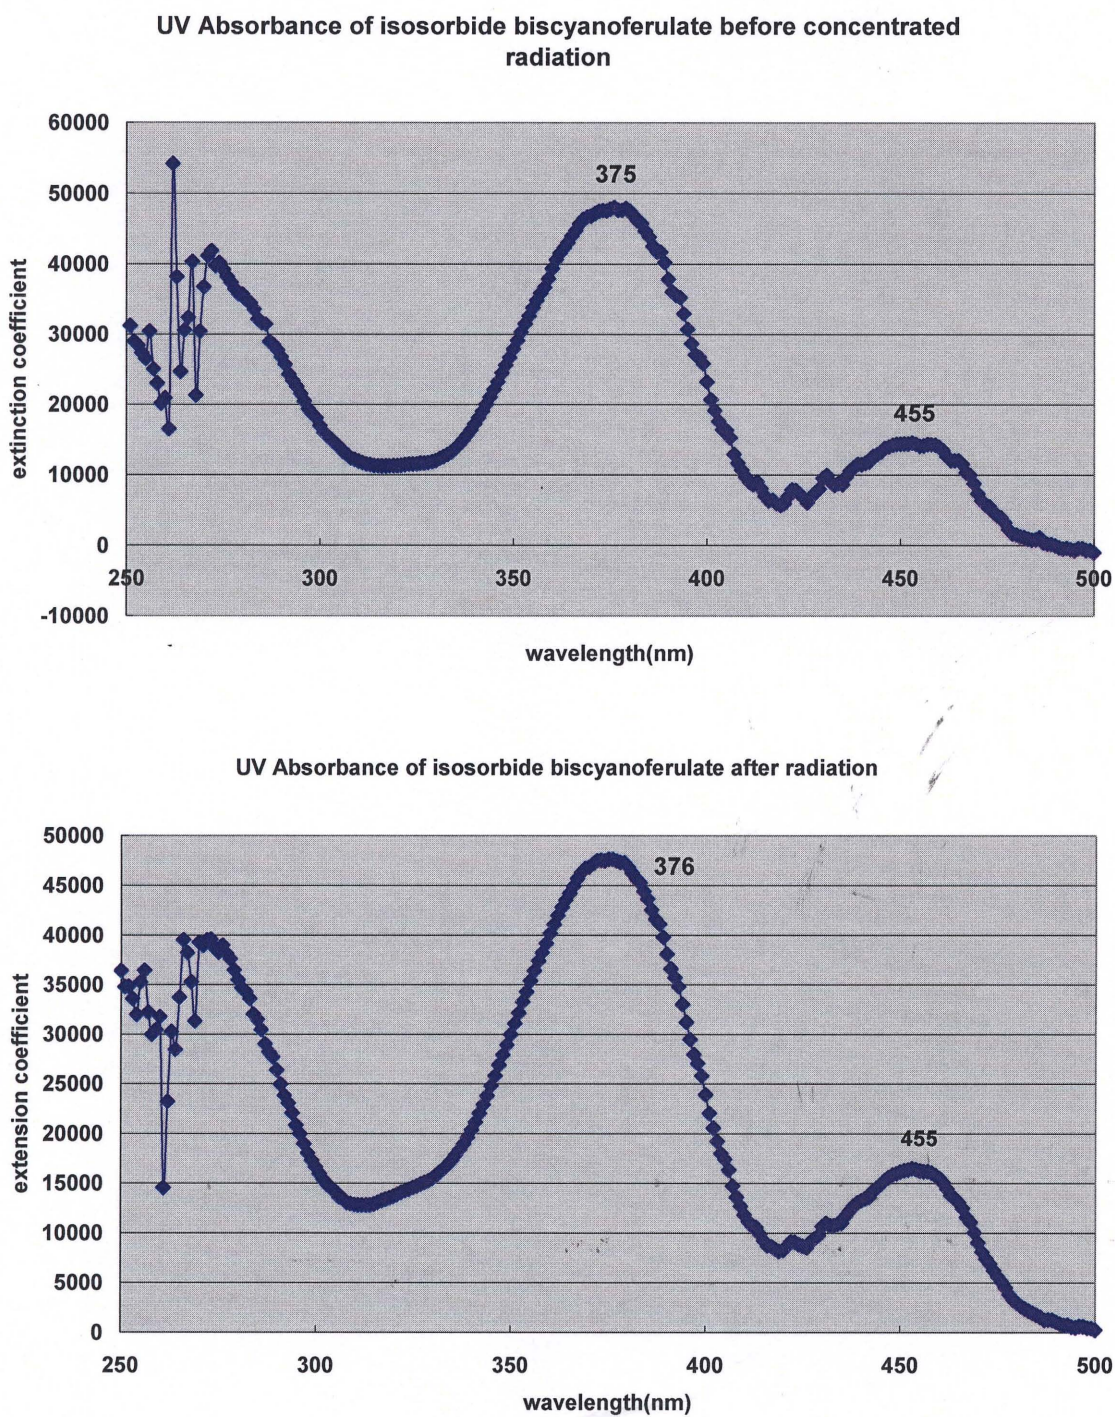 UV Absorbance of isosorbide biscyanoferulate before concentrated
radiation
60000
50000
40000
30000
20000
10000
0
-10000
extinction coefficient
375
455
250 300 350 400 450 500
wavelength(nm)
UV Absorbance of isosorbide biscyanoferulate after radiation
50000
45000
40000
35000
30000
25000
20000
15000
10000
5000
0
extension coefficient
376
455
250 300 350 400 450 500
wavelength(nm)